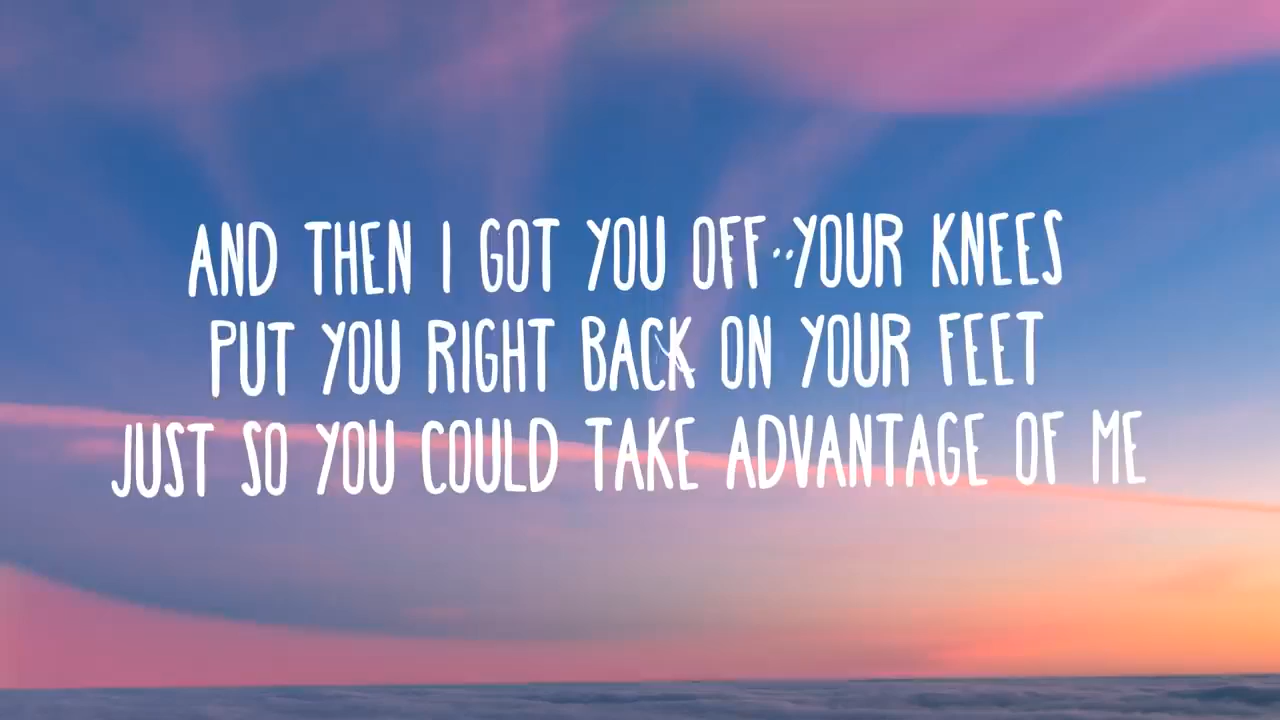 AND THEN I GOT YOU OFF YOUR KNEES
PUT YOU RIGHT BACK ON YOUR FEET
JUST SO YOU COULD TAKE ADVANTAGE OF ME